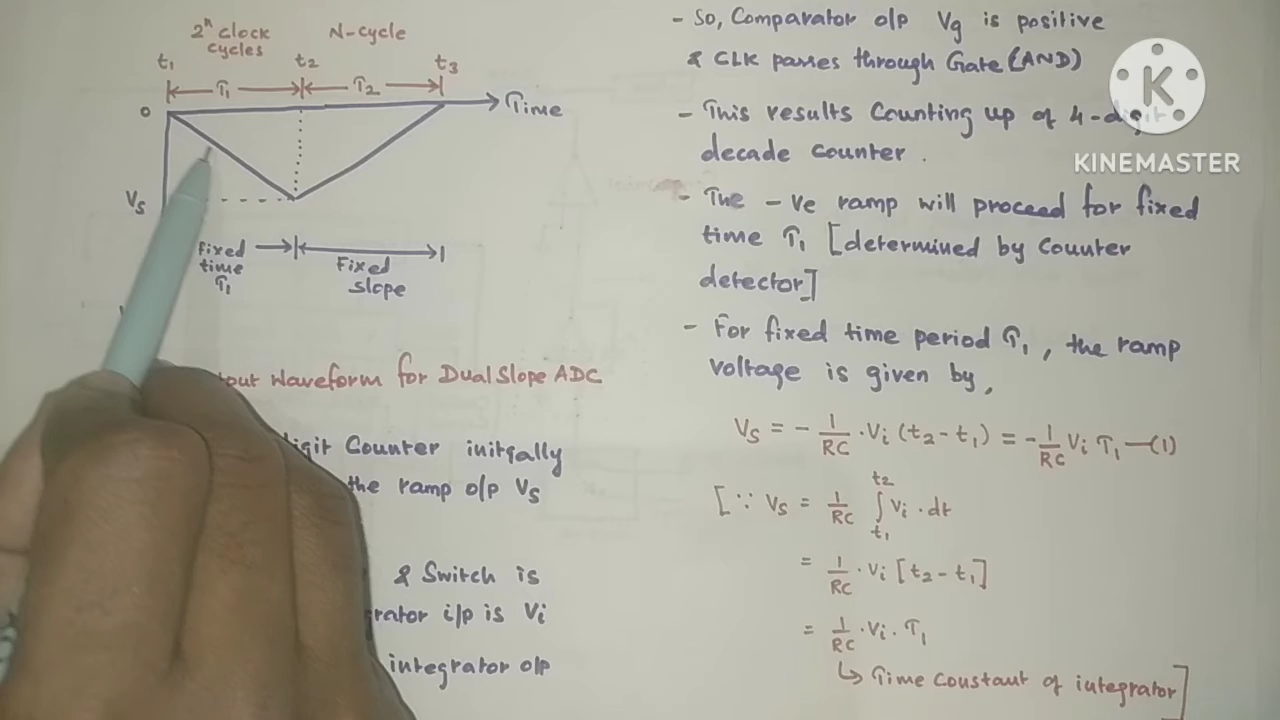 2ⁿ Clock cycles
N-cycle
t₁ t₂ t₃
T₁ T₂
0
Time
Vs
Fixed time T₁
Fixed slope
Waveform for Dual Slope ADC
Counter initially
the ramp o/p Vs
& Switch is
i/p is Vi
integrator o/p
- So, Comparator o/p Vg is positive
& CLK passes through Gate (AND)
- This results Counting up of 4-digit
decade counter.
- The -ve ramp will proceed for fixed
time T₁ [determined by counter
detector]
- For fixed time period T₁, the ramp
voltage is given by,
Vs = - 1/RC . Vi (t₂ - t₁) = - 1/RC Vi T₁ —(1)
[∵ Vs = 1/RC ∫t₁t₂ Vi . dt
= 1/RC . Vi [t₂ - t₁]
= 1/RC . Vi . T₁
↳ Time constant of integrator]
K
KINEMASTER